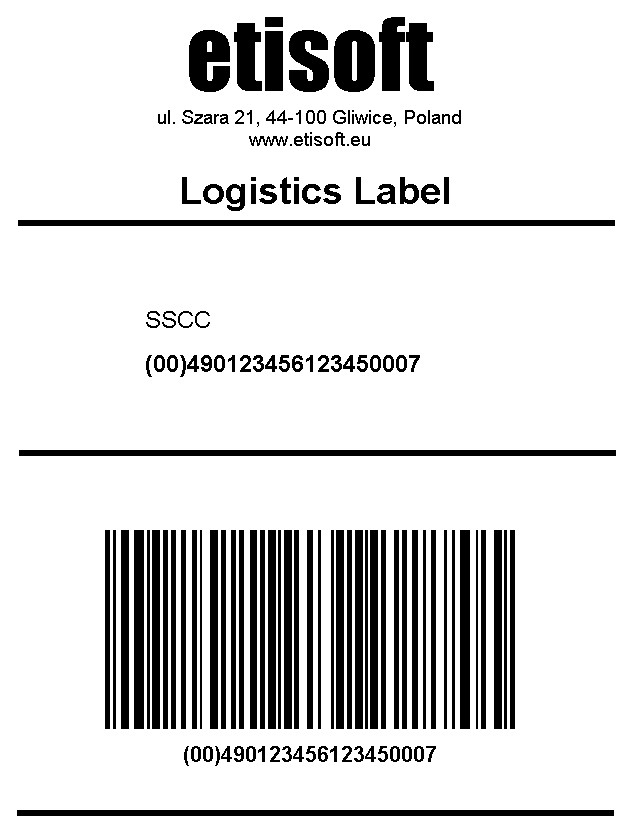 etisoft
ul. Szara 21, 44-100 Gliwice, Poland
www.etisoft.eu
Logistics Label
SSCC
(00)490123456123450007
(00)490123456123450007